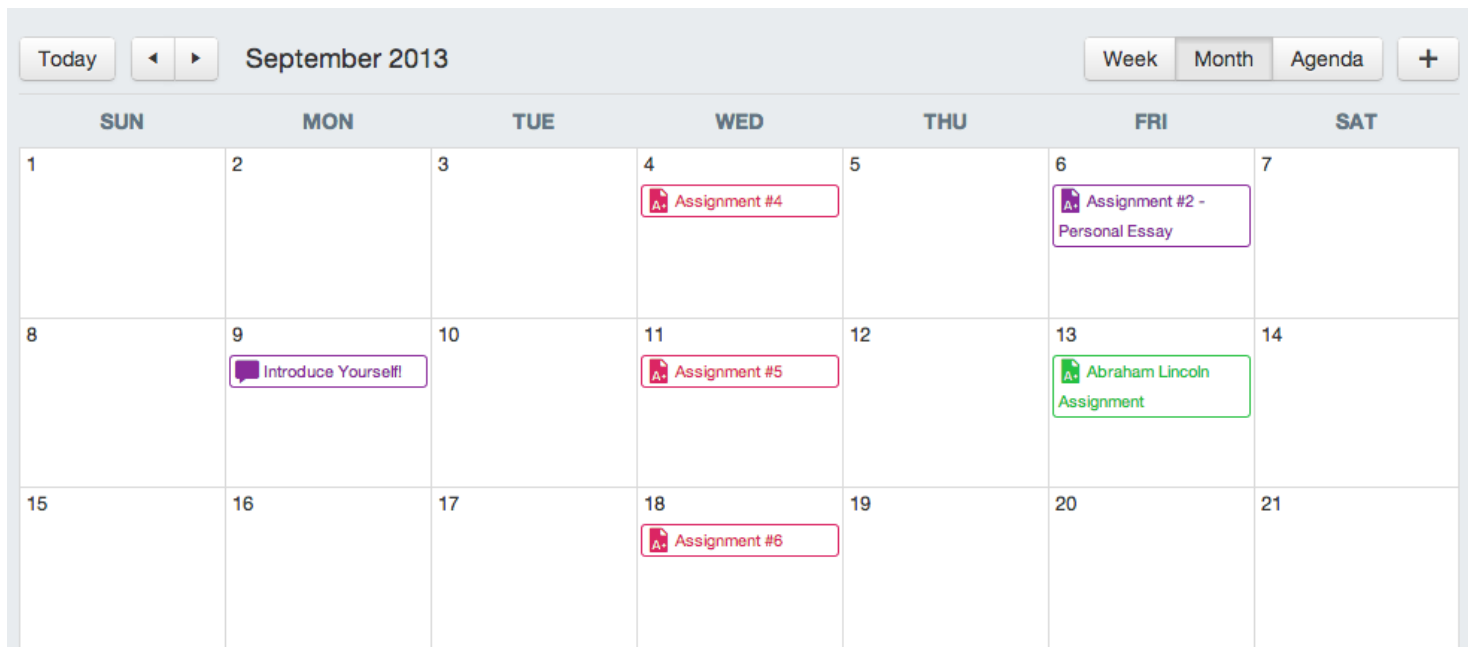 Today ◀ ▶ September 2013 Week Month Agenda +
SUN MON TUE WED THU FRI SAT
1 2 3 4 5 6 7
A+ Assignment #4
A+ Assignment #2 -
Personal Essay
8 9 10 11 12 13 14
Introduce Yourself!
A+ Assignment #5
A+ Abraham Lincoln
Assignment
15 16 17 18 19 20 21
A+ Assignment #6